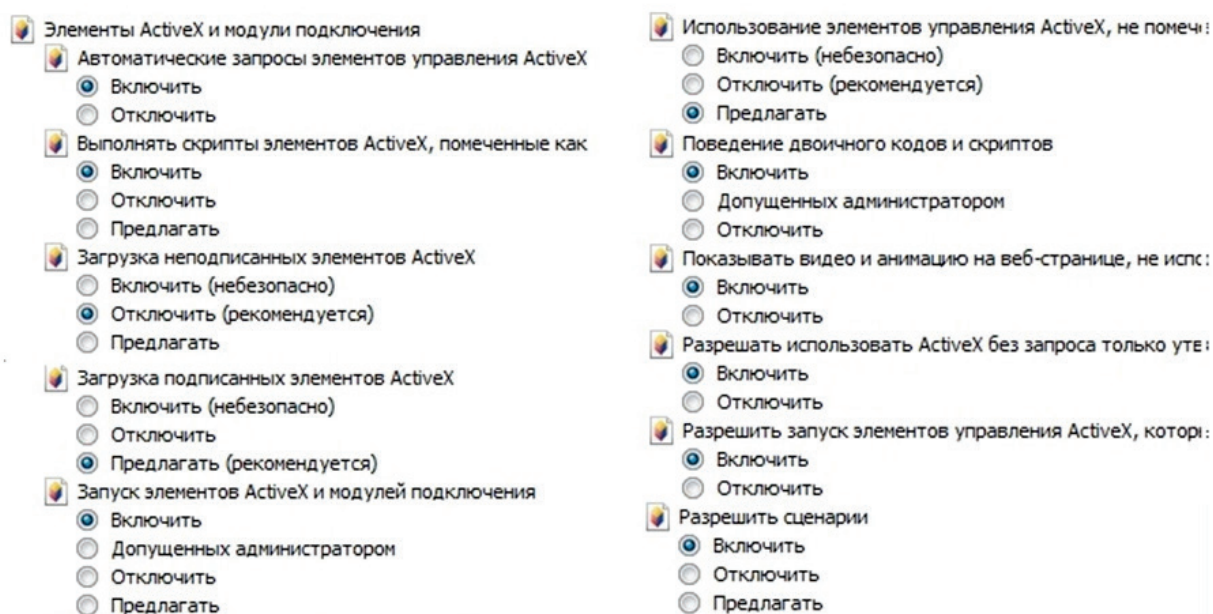 Элементы ActiveX и модули подключения
Автоматические запросы элементов управления ActiveX
Включить
Отключить
Выполнять скрипты элементов ActiveX, помеченные как
Включить
Отключить
Предлагать
Загрузка неподписанных элементов ActiveX
Включить (небезопасно)
Отключить (рекомендуется)
Предлагать
Загрузка подписанных элементов ActiveX
Включить (небезопасно)
Отключить
Предлагать (рекомендуется)
Запуск элементов ActiveX и модулей подключения
Включить
Допущенных администратором
Отключить
Предлагать
Использование элементов управления ActiveX, не
Включить (небезопасно)
Отключить (рекомендуется)
Предлагать
Поведение двоичного кодов и скриптов
Включить
Допущенных администратором
Отключить
Показывать видео и анимацию на веб-странице, не
Включить
Отключить
Разрешать использовать ActiveX без запроса только
Включить
Отключить
Разрешить запуск элементов управления ActiveX,
Включить
Отключить
Разрешить сценарии
Включить
Отключить
Предлагать